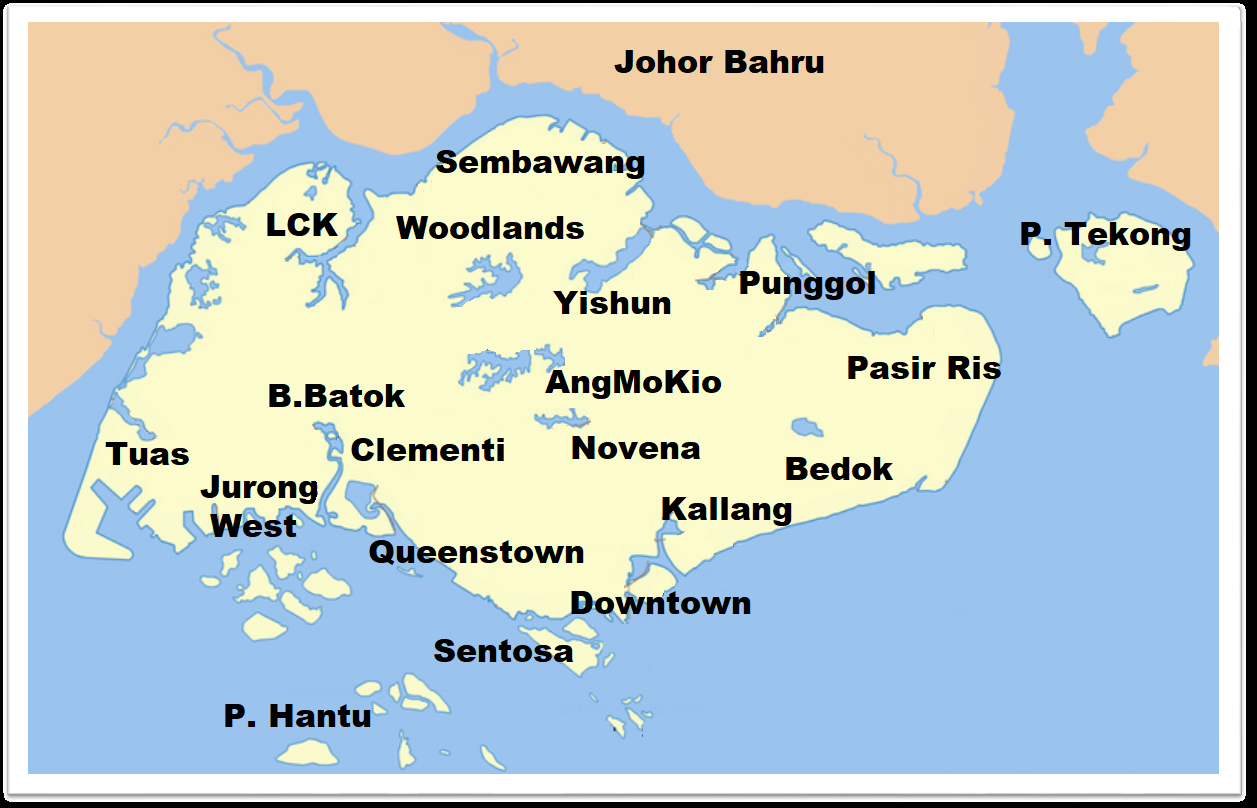 Johor Bahru
Sembawang
LCK
Woodlands
P. Tekong
Punggol
Yishun
Pasir Ris
AngMoKio
B.Batok
Clementi
Novena
Tuas
Bedok
Jurong
West
Kallang
Queenstown
Downtown
Sentosa
P. Hantu